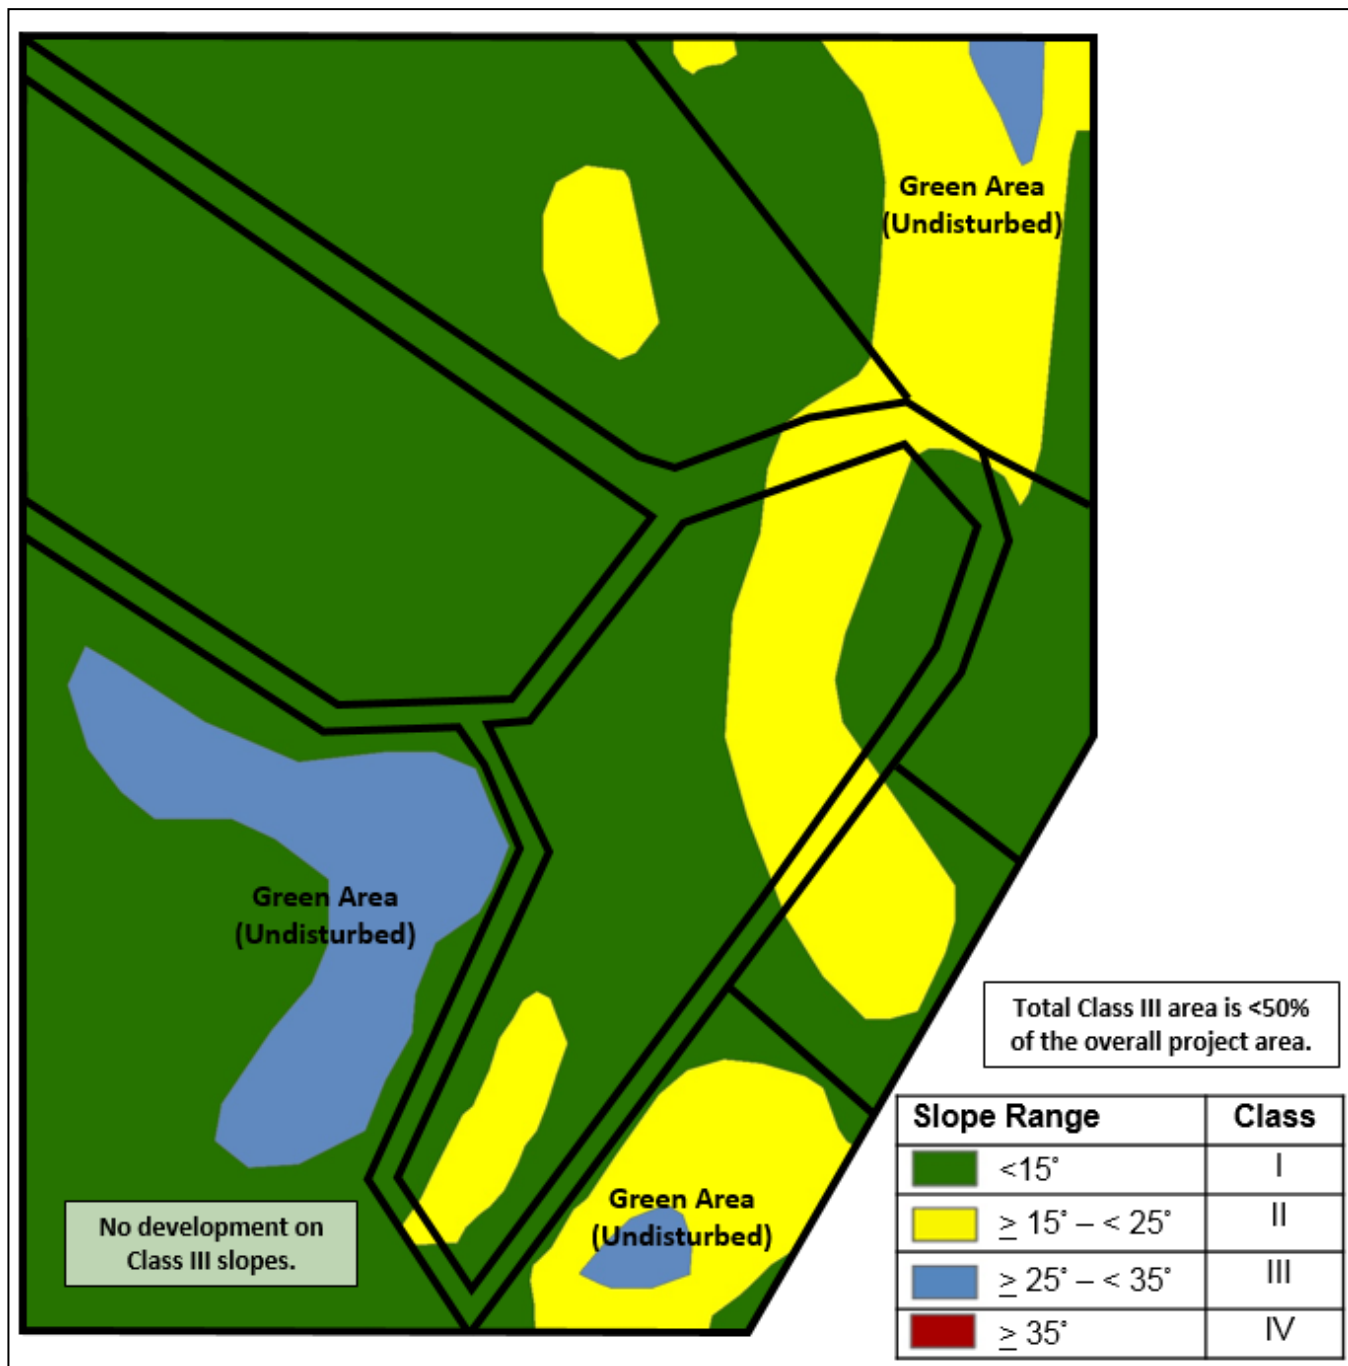 Green Area
(Undisturbed)
Green Area
(Undisturbed)
Total Class III area is <50%
of the overall project area.
Slope Range Class
<15° I
≥ 15° – < 25° II
≥ 25° – < 35° III
≥ 35° IV
Green Area
(Undisturbed)
No development on
Class III slopes.